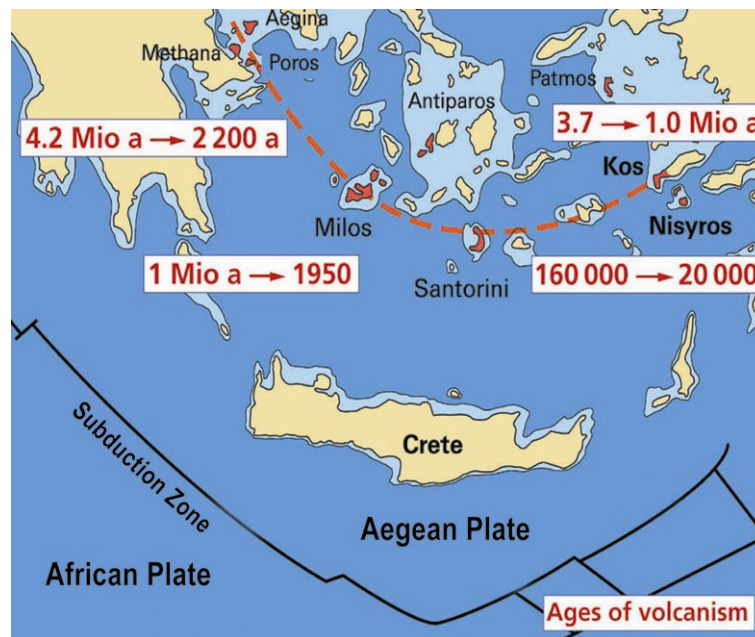 Aegina
Methana
Poros
Patmos
Antiparos
4.2 Mio a → 2 200 a
3.7 → 1.0 Mio a
Kos
Milos
Nisyros
1 Mio a → 1950
Santorini
160 000 → 20 000
Crete
Subduction Zone
Aegean Plate
African Plate
Ages of volcanism